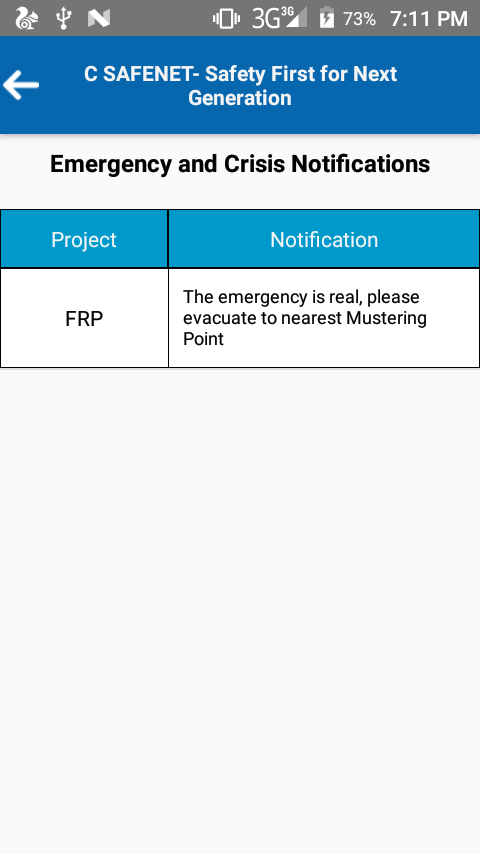 3G 3G 73% 7:11 PM
C SAFENET- Safety First for Next
Generation
Emergency and Crisis Notifications
Project Notification
FRP
The emergency is real, please
evacuate to nearest Mustering
Point